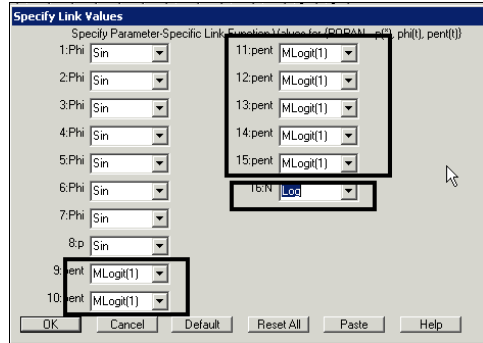 Specify Link Values
Specify Parameter-Specific Link Function Values for {POPAN - p(*), phi(t), pent(t)}
1:Phi Sin
2:Phi Sin
3:Phi Sin
4:Phi Sin
5:Phi Sin
6:Phi Sin
7:Phi Sin
8:p Sin
9:pent MLogit(1)
10:pent MLogit(1)
11:pent MLogit(1)
12:pent MLogit(1)
13:pent MLogit(1)
14:pent MLogit(1)
15:pent MLogit(1)
16:N Log
OK Cancel Default Reset All Paste Help